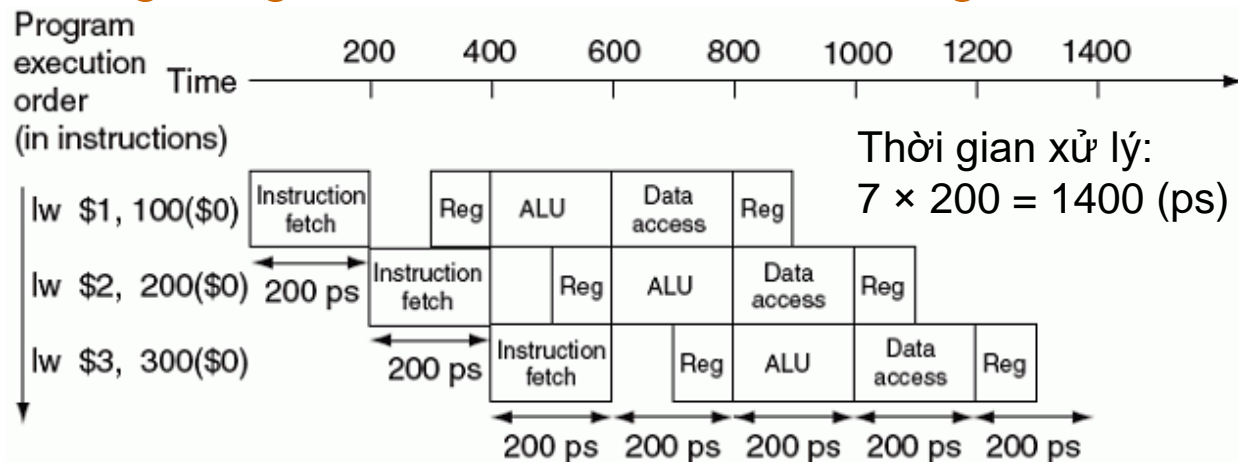 Program
execution
order
(in instructions)
Time
200 400 600 800 1000 1200 1400
Thời gian xử lý:
7 × 200 = 1400 (ps)
lw $1, 100($0) Instruction fetch Reg ALU Data access Reg
lw $2, 200($0) 200 ps Instruction fetch Reg ALU Data access Reg
lw $3, 300($0) 200 ps Instruction fetch Reg ALU Data access Reg
200 ps 200 ps 200 ps 200 ps 200 ps